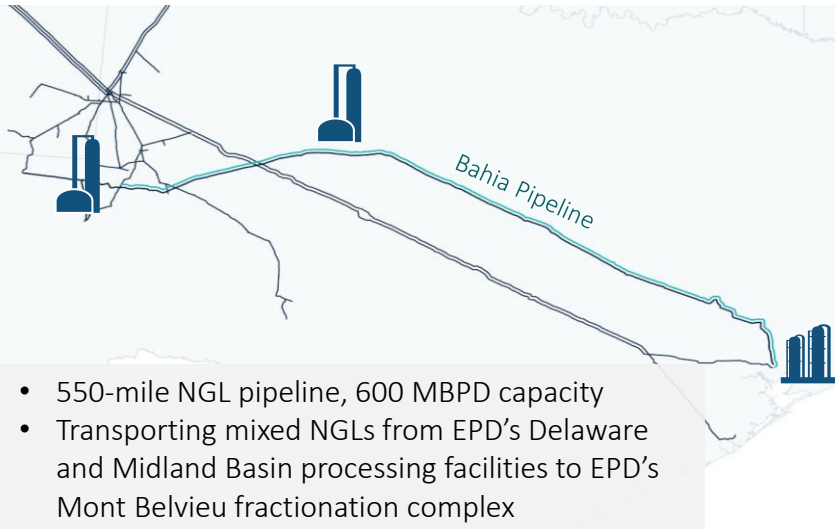 Bahia Pipeline
• 550-mile NGL pipeline, 600 MBPD capacity
• Transporting mixed NGLs from EPD’s Delaware
and Midland Basin processing facilities to EPD’s
Mont Belvieu fractionation complex